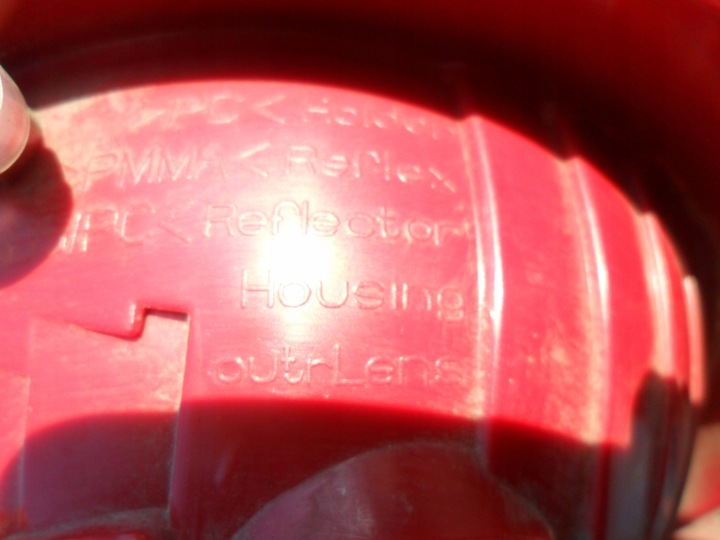 >PC< Holder
>PMMA< Reflex
PC< Reflector
Housing
outrLens